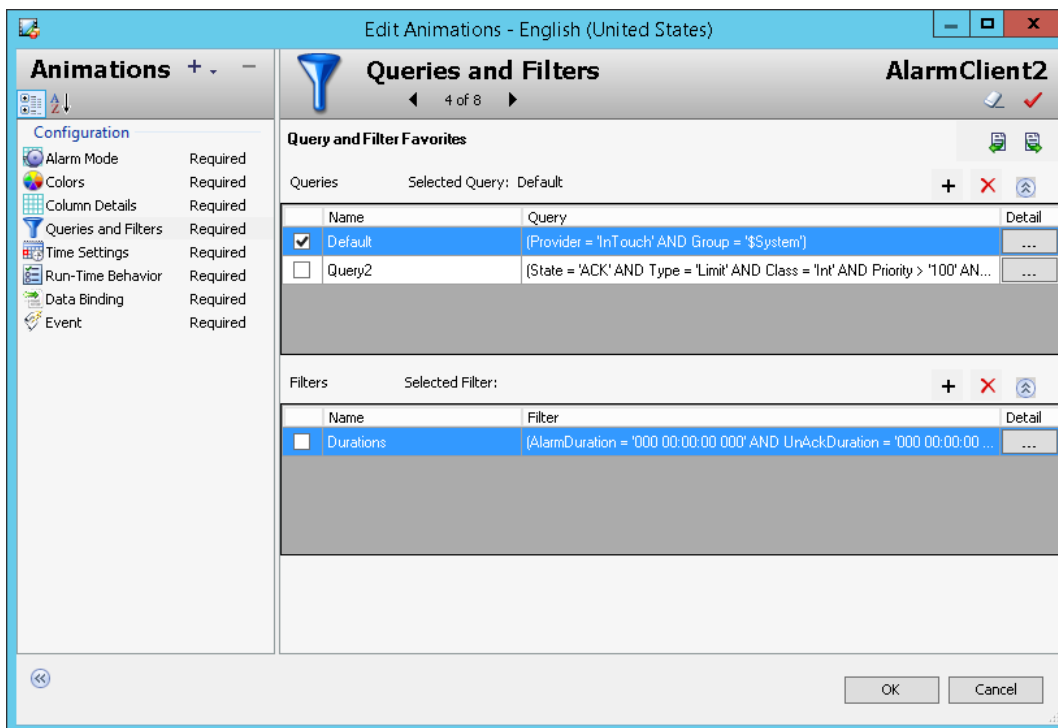 Edit Animations - English (United States)
Animations
Queries and Filters
AlarmClient2
4 of 8
Configuration
Alarm Mode Required
Colors Required
Column Details Required
Queries and Filters Required
Time Settings Required
Run-Time Behavior Required
Data Binding Required
Event Required
Query and Filter Favorites
Queries Selected Query: Default
Name Query Detail
Default (Provider = 'InTouch' AND Group = '$System') ...
Query2 (State = 'ACK' AND Type = 'Limit' AND Class = 'Int' AND Priority > '100' AN... ...
Filters Selected Filter:
Name Filter Detail
Durations (AlarmDuration = '000 00:00:00 000' AND UnAckDuration = '000 00:00:00 ... ...
OK Cancel